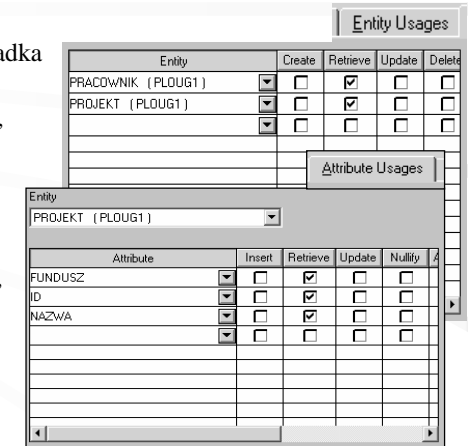 Entity Usages
adka
Entity Create Retrieve Update Delete
PRACOWNIK (PLOUG1)
PROJEKT (PLOUG1)
,
Attribute Usages
Entity
PROJEKT (PLOUG1)
Attribute Insert Retrieve Update Nullify A
,
FUNDUSZ
ID
NAZWA